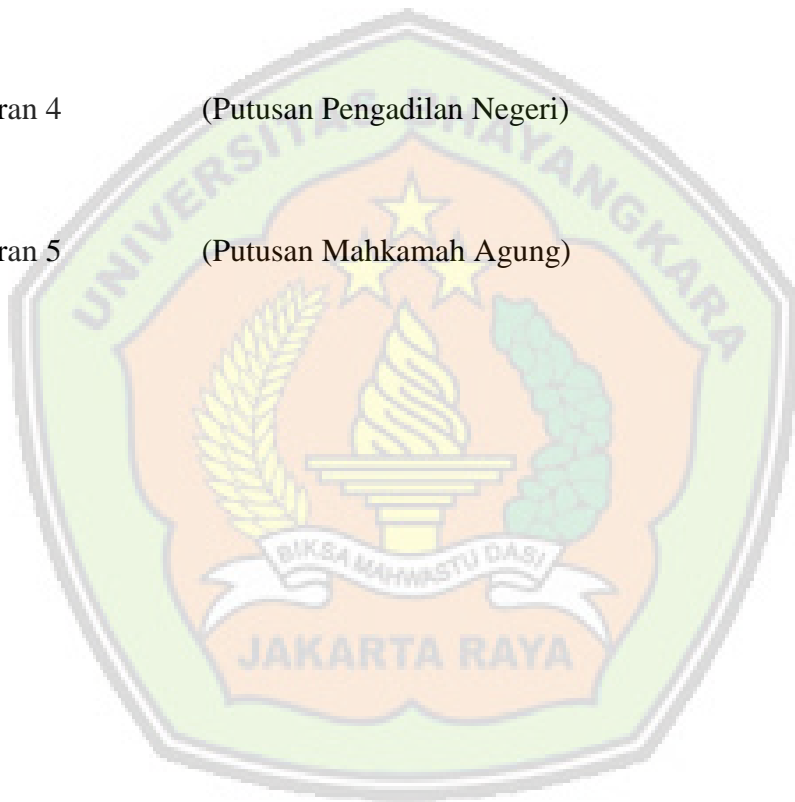 ran 4 (Putusan Pengadilan Negeri)
ran 5 (Putusan Mahkamah Agung)
UNIVERSITAS BHAYANGKARA
BIKSA MAHWASTU DASI
JAKARTA RAYA